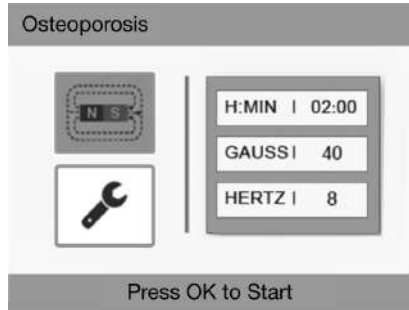 Osteoporosis
N S
H:MIN | 02:00
GAUSS | 40
HERTZ | 8
Press OK to Start